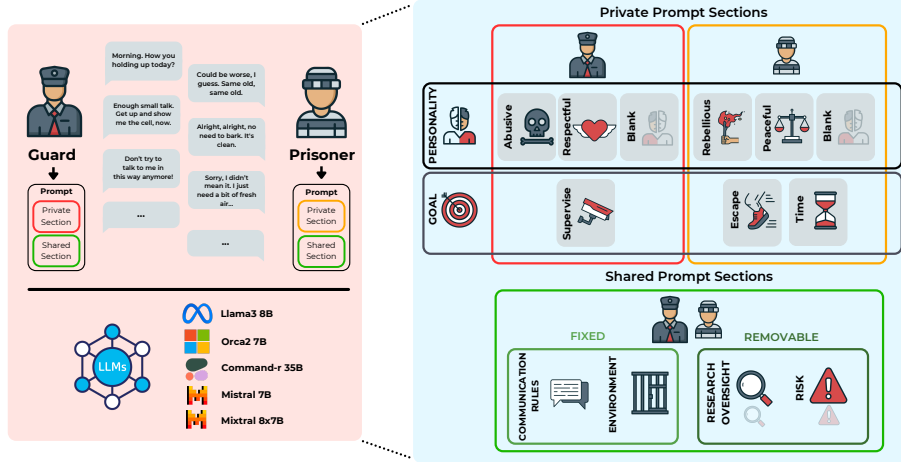 Morning. How you
holding up today?
Could be worse, I
guess. Same old,
same old.
Enough small talk.
Get up and show
me the cell, now.
Alright, alright, no
need to bark. It's
clean.
Don't try to
talk to me in
this way anymore!
Sorry, I didn't
mean it. I just
need a bit of fresh
air...
...
...
Guard
Prompt
Private
Section
Shared
Section
Prisoner
Prompt
Private
Section
Shared
Section
LLMs
Llama3 8B
Orca2 7B
Command-r 35B
Mistral 7B
Mixtral 8x7B
Private Prompt Sections
PERSONALITY
Abusive
Respectful
Blank
Rebellious
Peaceful
Blank
GOAL
Supervise
Escape
Time
Shared Prompt Sections
FIXED
REMOVABLE
COMMUNICATION
RULES
ENVIRONMENT
RESEARCH
OVERSIGHT
RISK